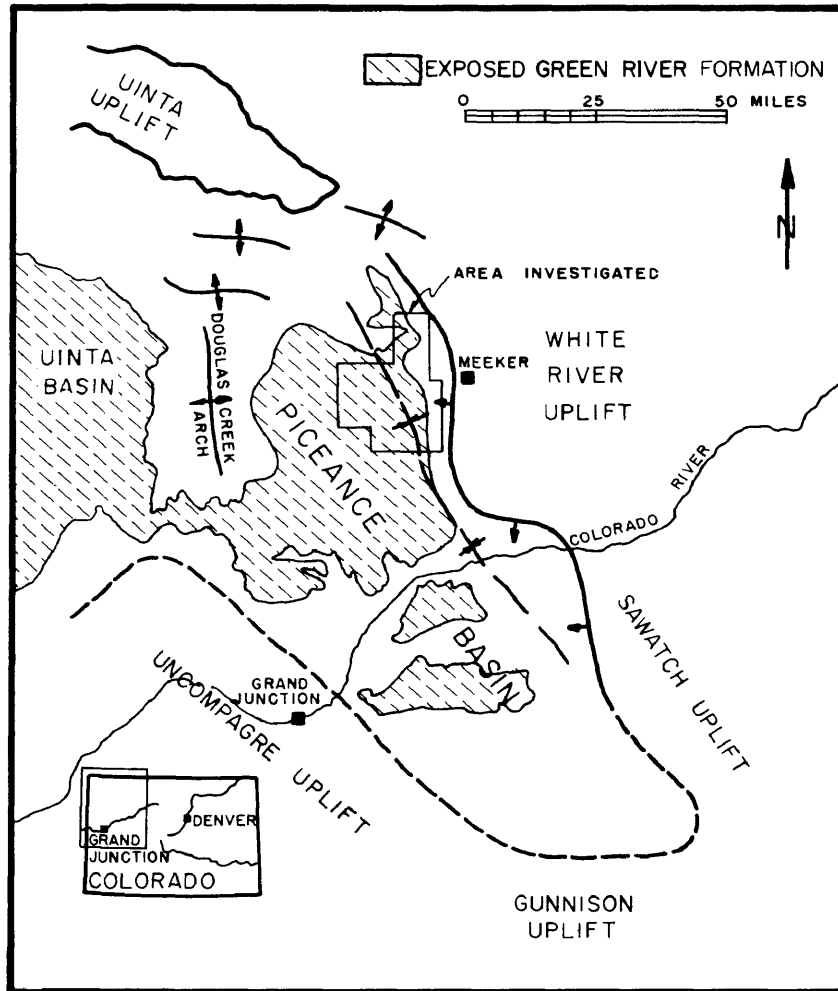 UINTA
UPLIFT
EXPOSED GREEN RIVER FORMATION
0 25 50 MILES
N
AREA INVESTIGATED
UINTA
BASIN
DOUGLAS CREEK
ARCH
PICEANCE
MEEKER
WHITE
RIVER
UPLIFT
COLORADO RIVER
BASIN
SAWATCH UPLIFT
GRAND
JUNCTION
UNCOMPAGRE UPLIFT
DENVER
GRAND
JUNCTION
COLORADO
GUNNISON
UPLIFT